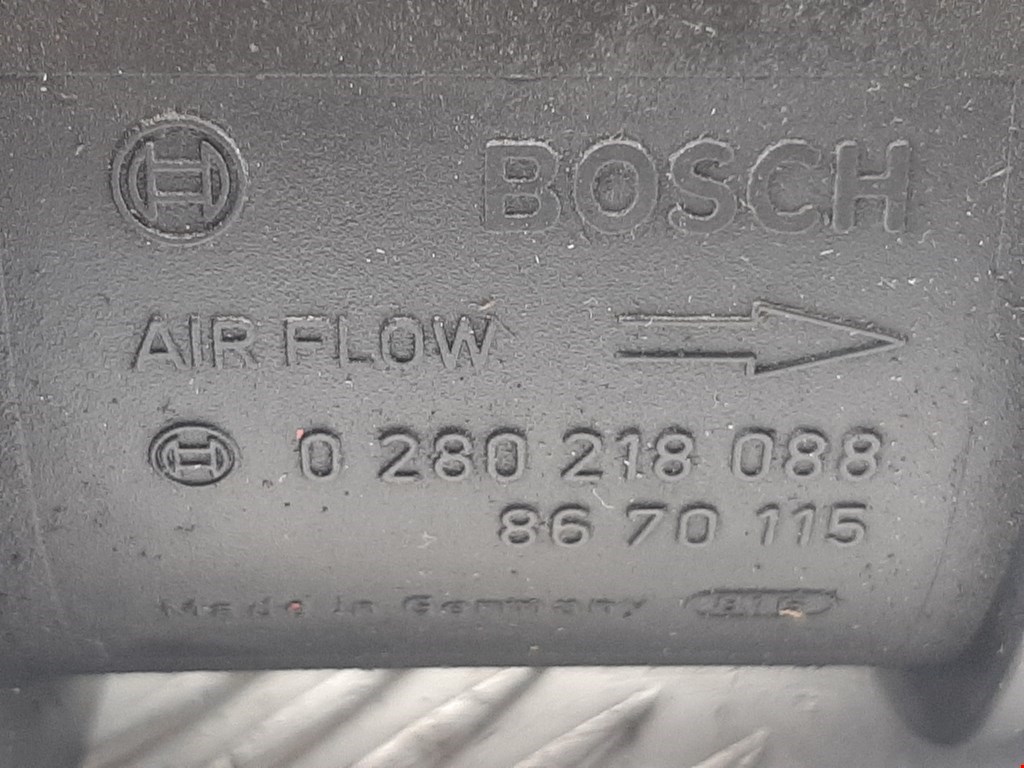 BOSCH
AIR FLOW
0 280 218 088
86 70 115
Made in Germany